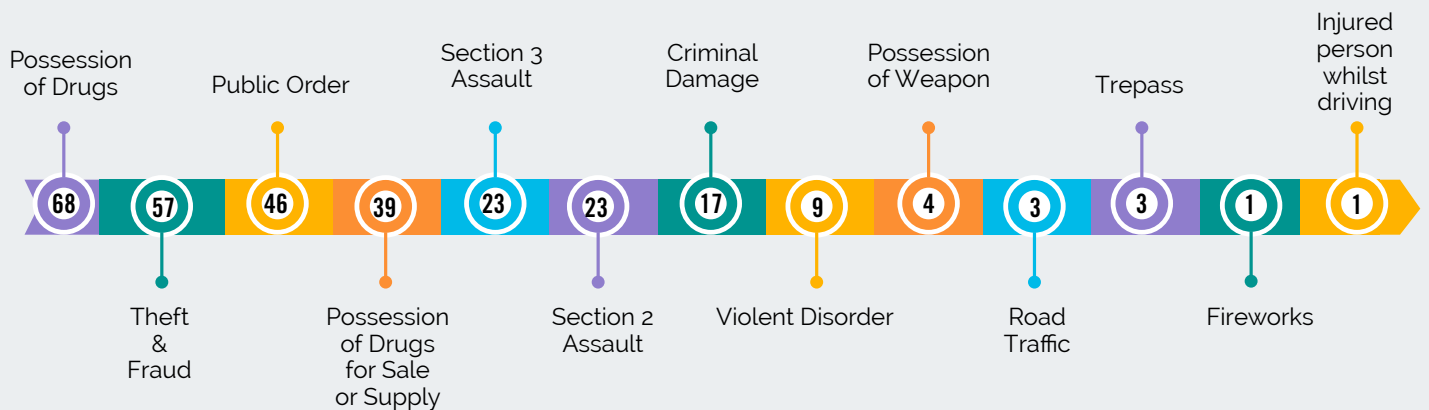 Possession
of Drugs
Public Order
Section 3
Assault
Criminal
Damage
Possession
of Weapon
Trepass
Injured
person
whilst
driving
68
57
46
39
23
23
17
9
4
3
3
1
1
Theft
&
Fraud
Possession
of Drugs
for Sale
or Supply
Section 2
Assault
Violent Disorder
Road
Traffic
Fireworks